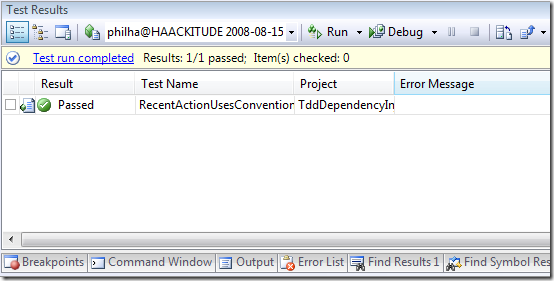 Test Results
philha@HAACKITUDE 2008-08-15 Run Debug
Test run completed Results: 1/1 passed; Item(s) checked: 0
Result Test Name Project Error Message
Passed RecentActionUsesConvention TddDependencyIn
Breakpoints Command Window Output Error List Find Results 1 Find Symbol Res